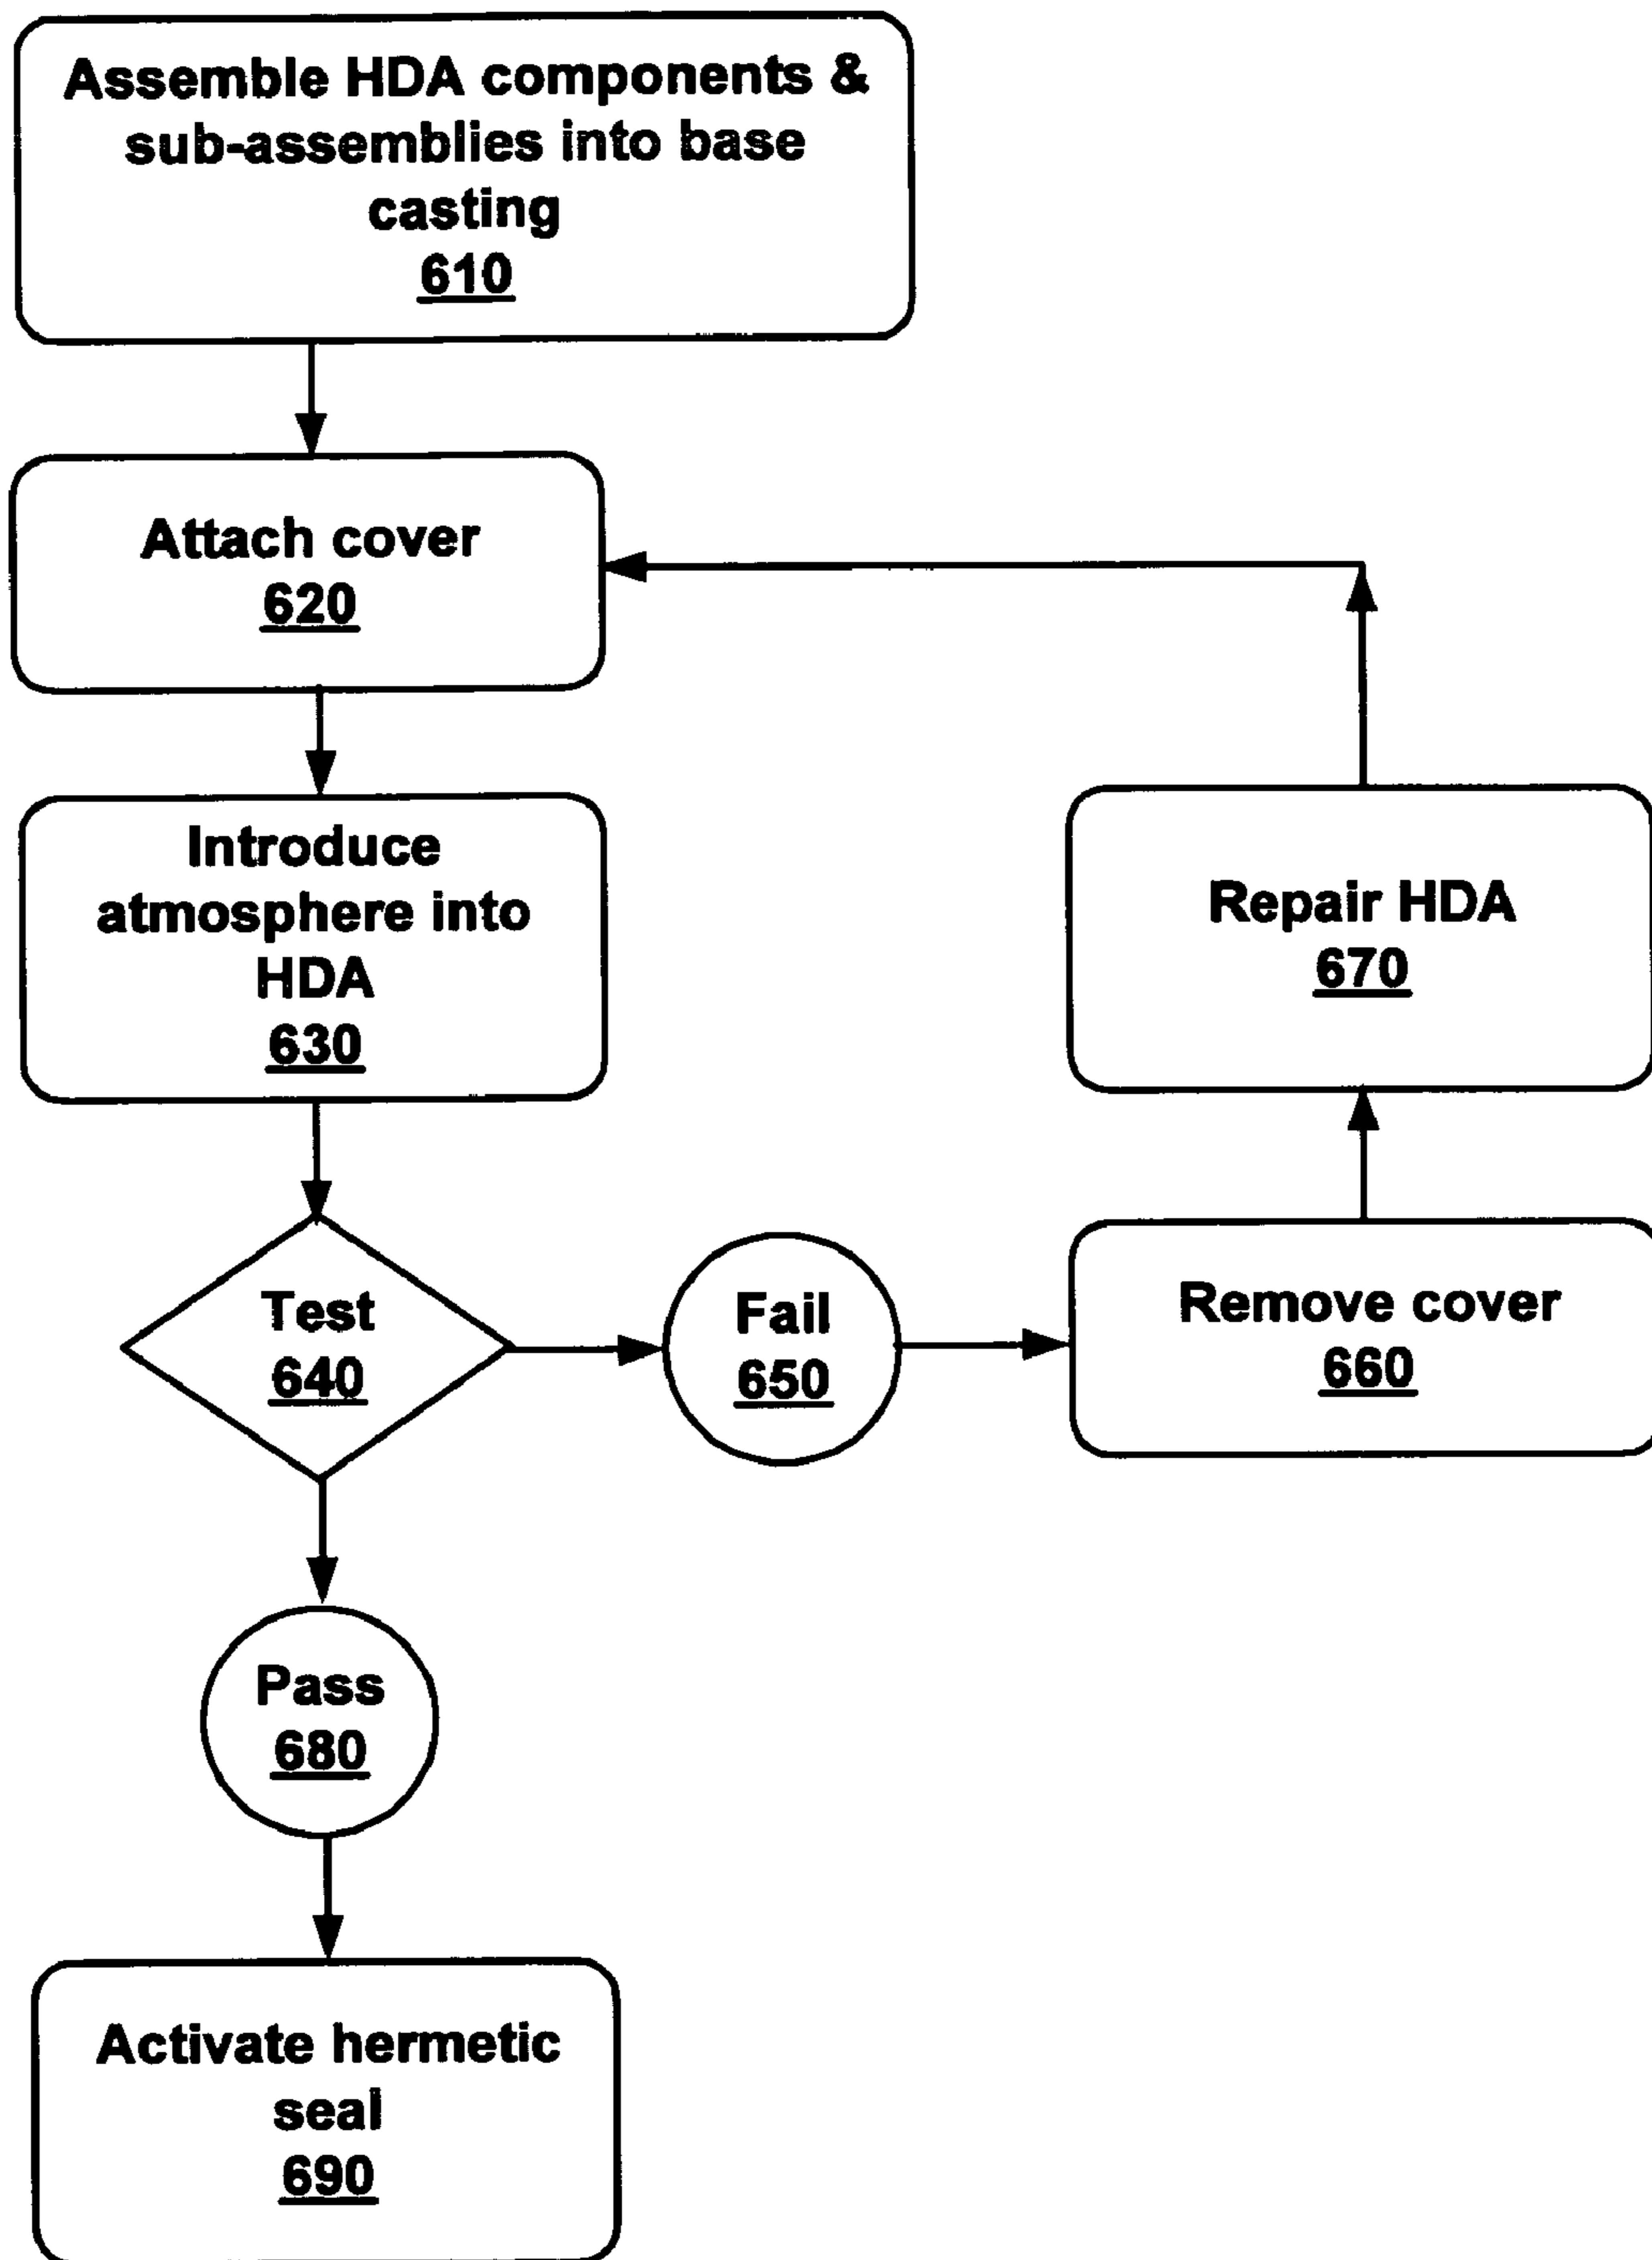 Assemble HDA components &
sub-assemblies into base
casting
610
Attach cover
620
Introduce
atmosphere into
HDA
630
Repair HDA
670
Test
640
Fail
650
Remove cover
660
Pass
680
Activate hermetic
seal
690